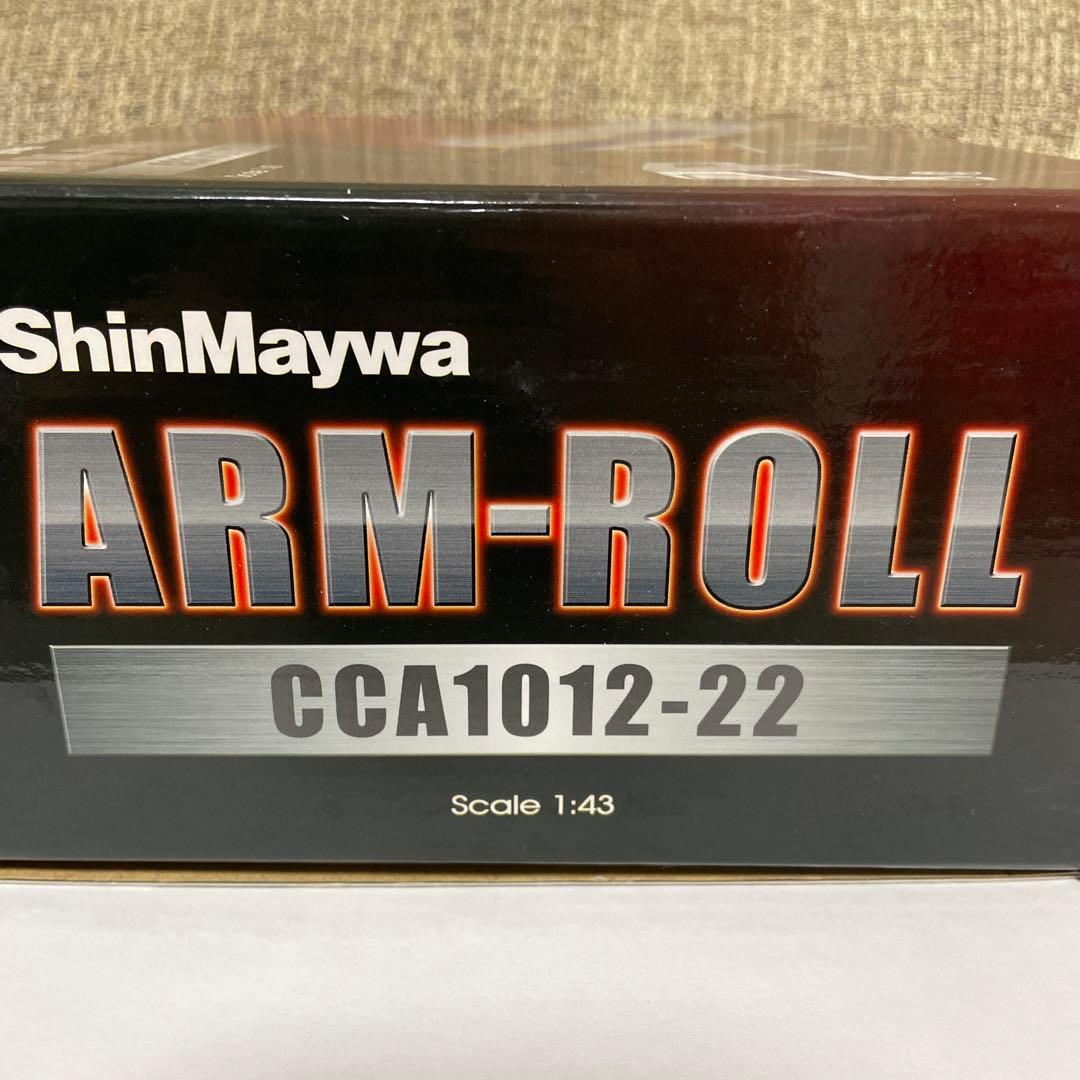 ShinMaywa
ARM-ROLL
CCA1012-22
Scale 1:43